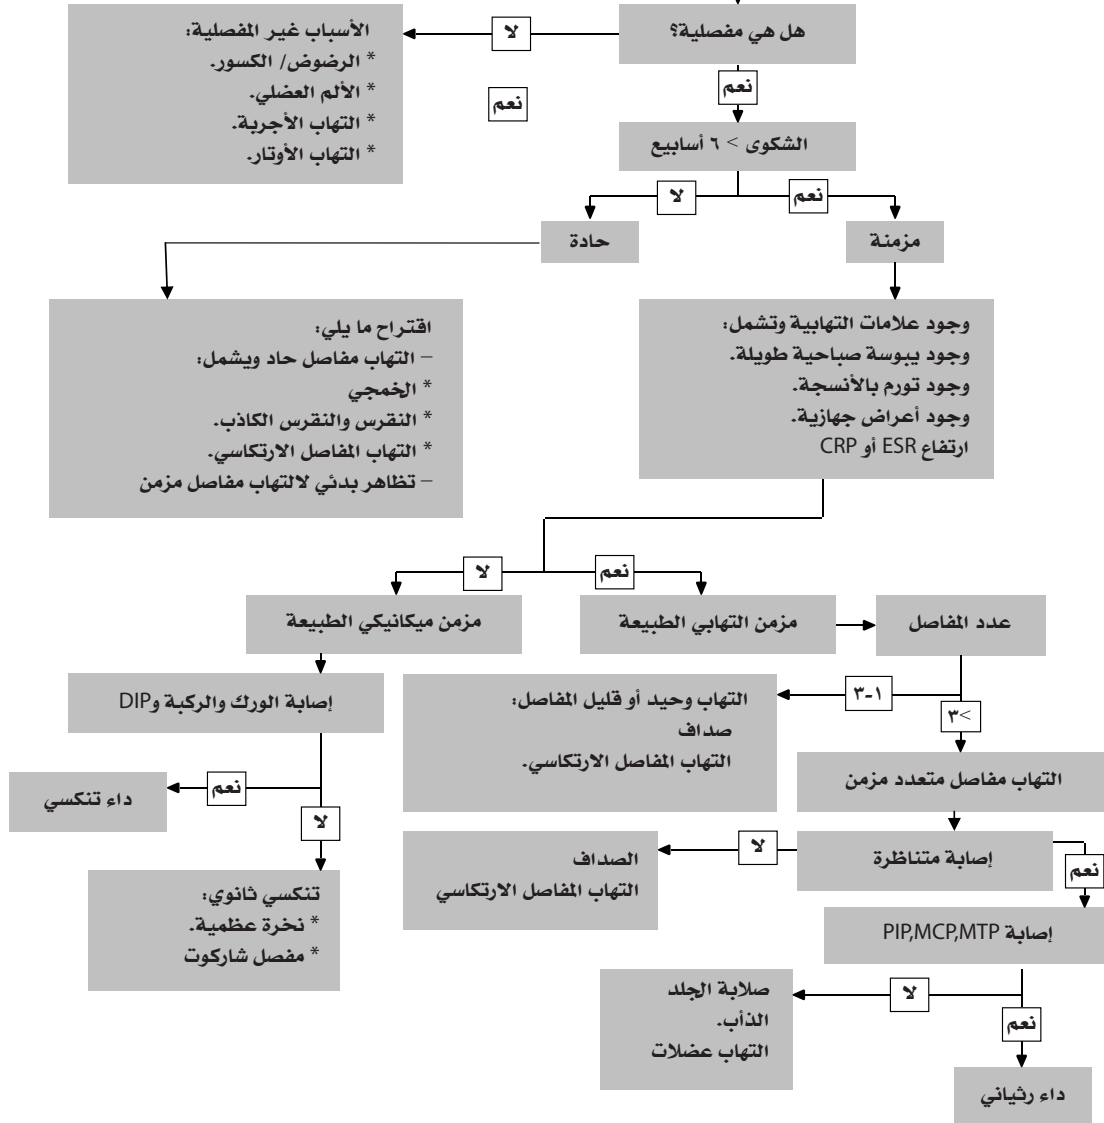 هل هي مفصلية؟
لا
الأسباب غير المفصلية:
* الرضوض/ الكسور.
* الألم العضلي.
* التهاب الأجربة.
* التهاب الأوتار.
نعم
نعم
الشكوى > ٦ أسابيع
نعم
لا
مزمنة
حادة
وجود علامات التهابية وتشمل:
وجود يبوسة صباحية طويلة.
وجود تورم بالأنسجة.
وجود أعراض جهازية.
ارتفاع ESR أو CRP
اقتراح ما يلي:
– التهاب مفاصل حاد ويشمل:
* الخمجي
* النقرس والنقرس الكاذب.
* التهاب المفاصل الارتكاسي.
– تظاهر بدئي لالتهاب مفاصل مزمن
نعم
لا
عدد المفاصل
مزمن التهابي الطبيعة
مزمن ميكانيكي الطبيعة
١-٣
>٣
التهاب وحيد أو قليل المفاصل:
صداف
التهاب المفاصل الارتكاسي.
إصابة الورك والركبة وDIP
التهاب مفاصل متعدد مزمن
نعم
داء تنكسي
لا
إصابة متناظرة
لا
الصداف
التهاب المفاصل الارتكاسي
نعم
تنكسي ثانوي:
* نخرة عظمية.
* مفصل شاركوت
إصابة PIP,MCP,MTP
لا
صلابة الجلد
الذأب.
التهاب عضلات
نعم
داء رثياني